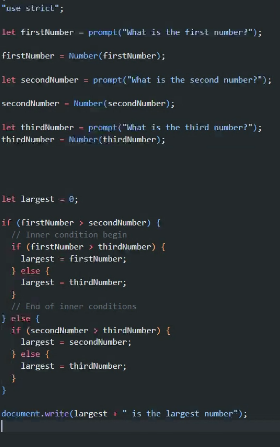 "use strict";
let firstNumber = prompt("What is the first number?");
firstNumber = Number(firstNumber);
let secondNumber = prompt("What is the second number?");
secondNumber = Number(secondNumber);
let thirdNumber = prompt("What is the third number?");
thirdNumber = Number(thirdNumber);
let largest = 0;
if (firstNumber > secondNumber) {
// Inner condition begin
if (firstNumber > thirdNumber) {
largest = firstNumber;
} else {
largest = thirdNumber;
}
// End of inner conditions
} else {
if (secondNumber > thirdNumber) {
largest = secondNumber;
} else {
largest = thirdNumber;
}
}
document.write(largest + " is the largest number");